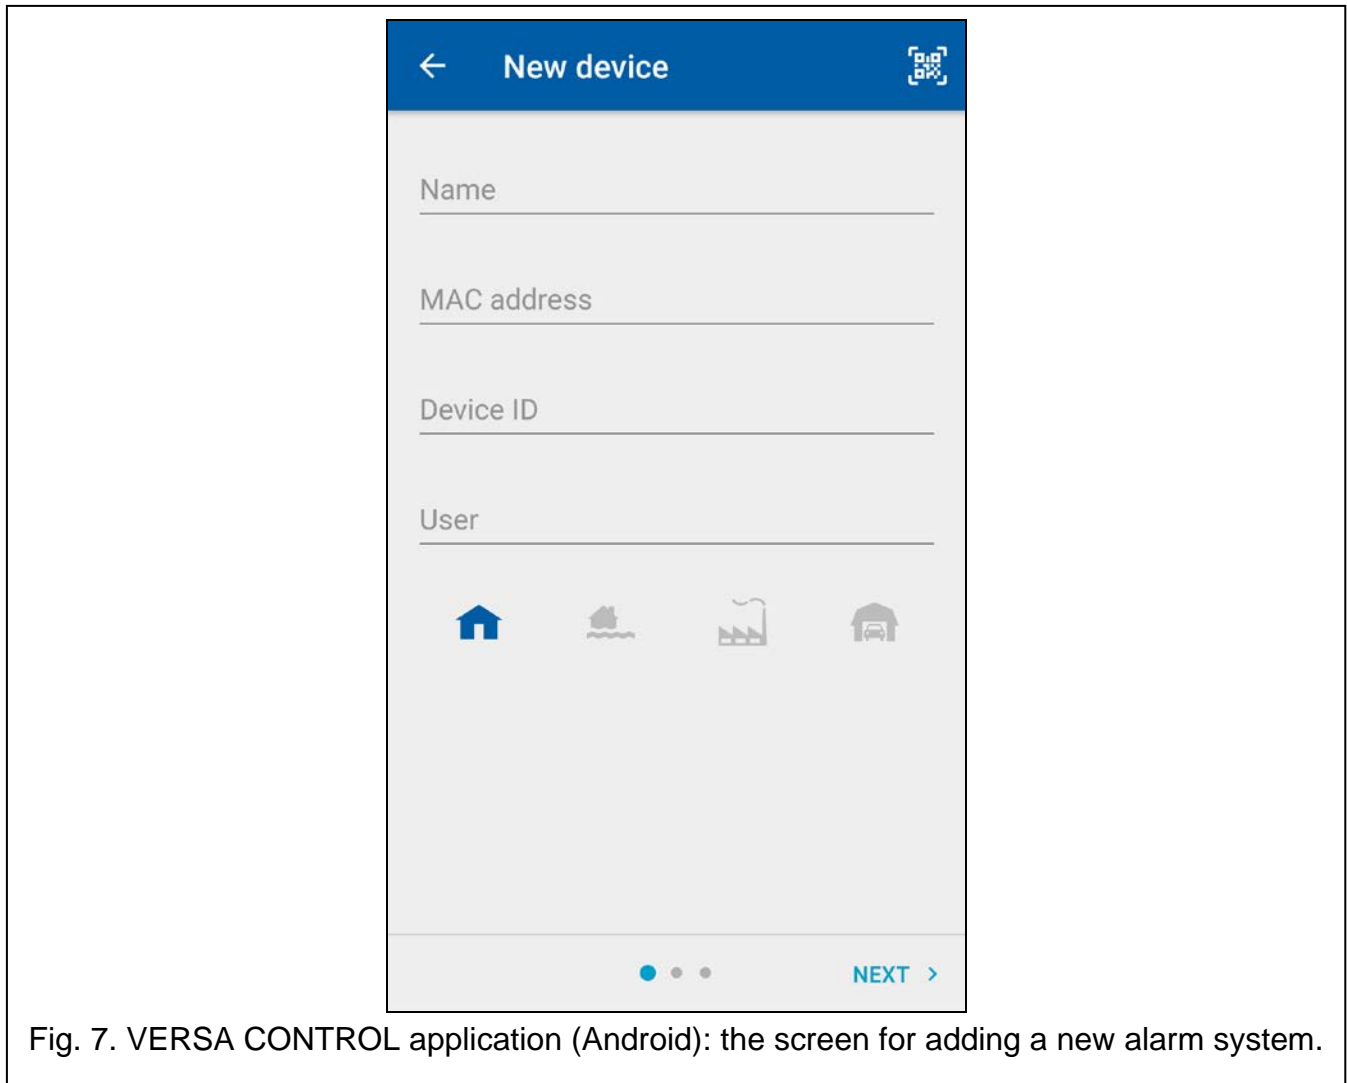 New device
Name
MAC address
Device ID
User
NEXT
Fig. 7. VERSA CONTROL application (Android): the screen for adding a new alarm system.